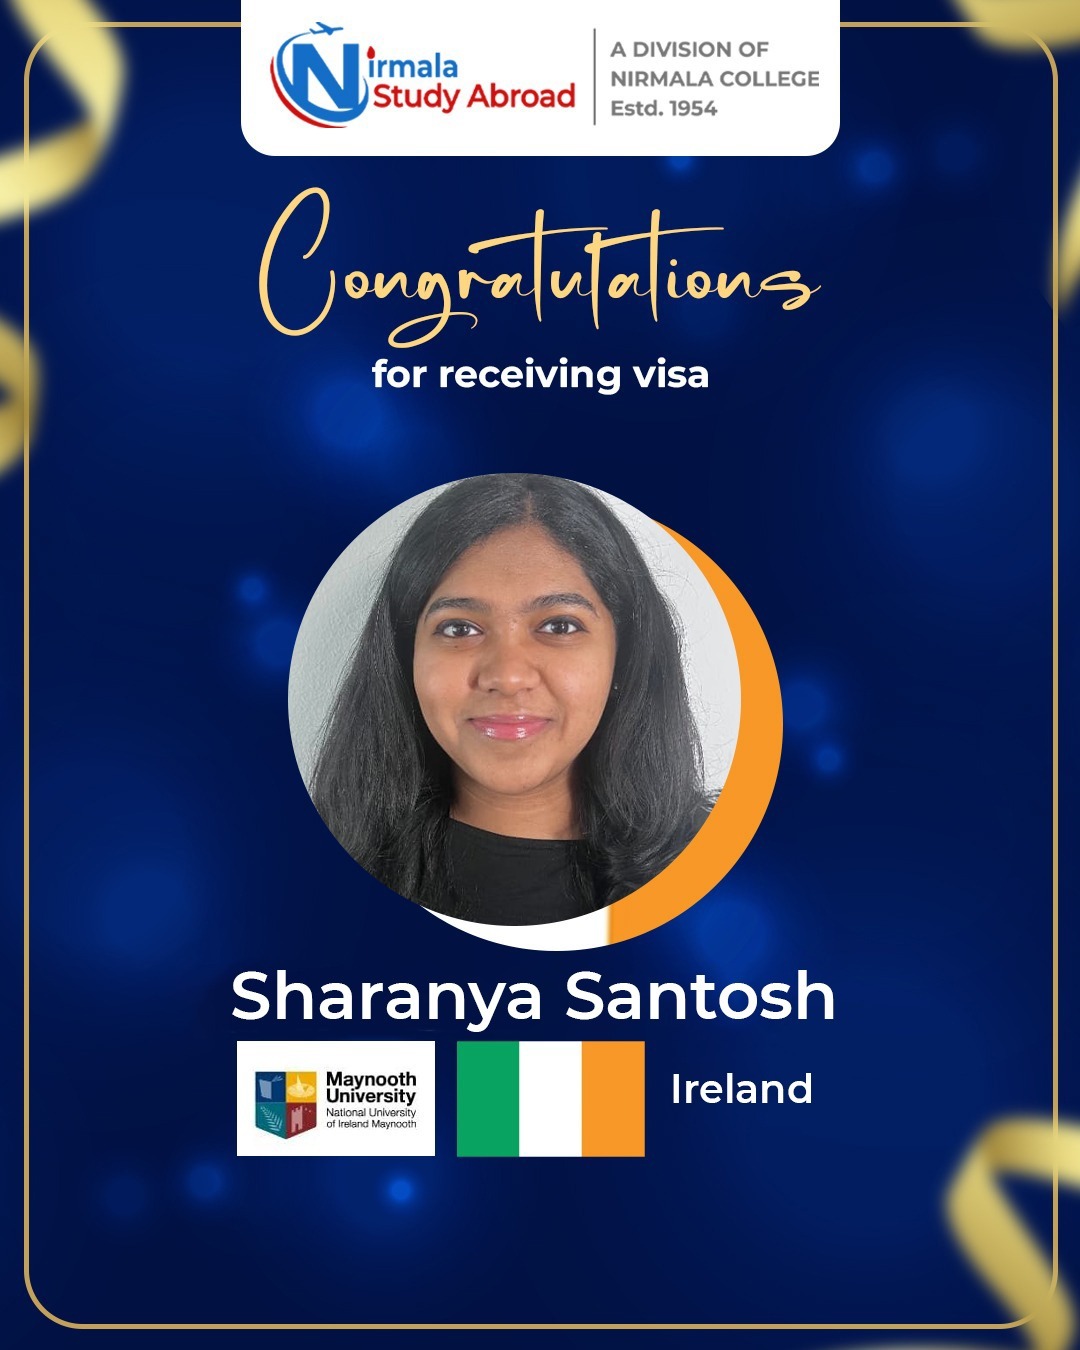 Nirmala
Study Abroad
A DIVISION OF
NIRMALA COLLEGE
Estd. 1954
Congratulations
for receiving visa
Sharanya Santosh
Maynooth
University
National University
of Ireland Maynooth
Ireland